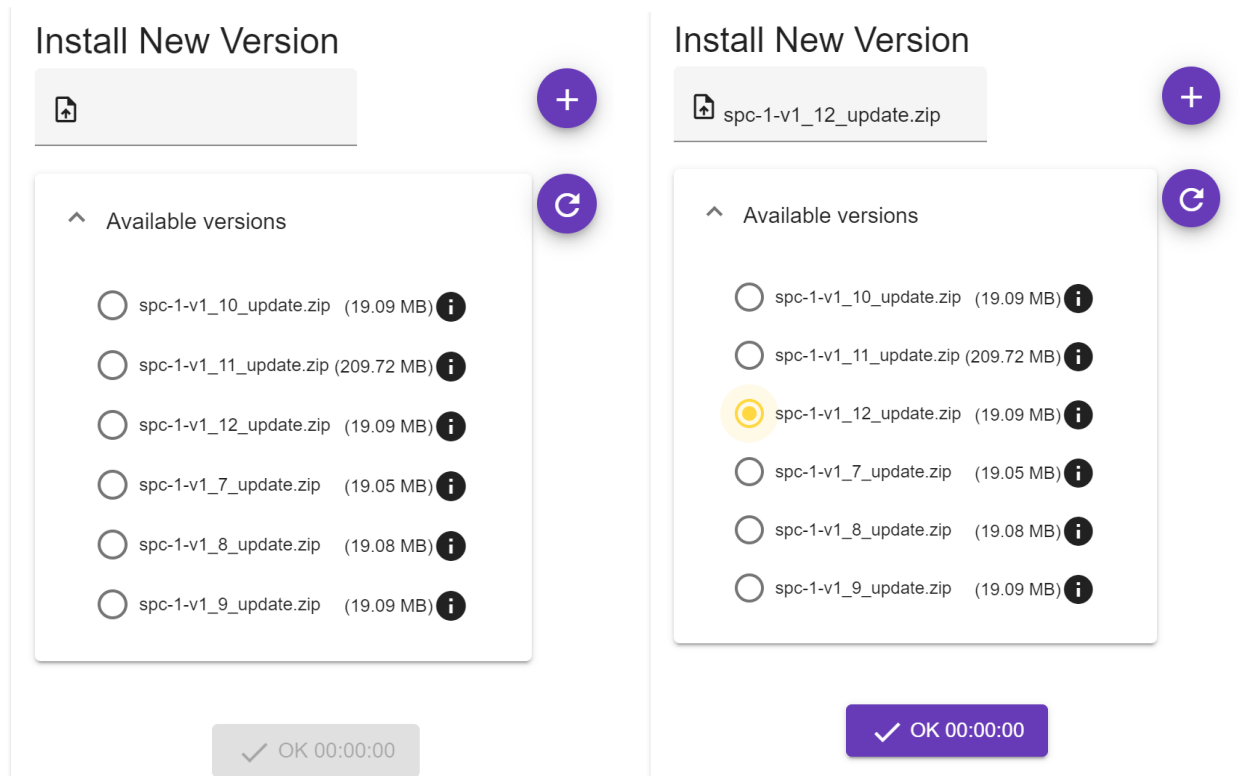 Install New Version
Available versions
spc-1-v1_10_update.zip (19.09 MB)
spc-1-v1_11_update.zip (209.72 MB)
spc-1-v1_12_update.zip (19.09 MB)
spc-1-v1_7_update.zip (19.05 MB)
spc-1-v1_8_update.zip (19.08 MB)
spc-1-v1_9_update.zip (19.09 MB)
OK 00:00:00
Install New Version
spc-1-v1_12_update.zip
Available versions
spc-1-v1_10_update.zip (19.09 MB)
spc-1-v1_11_update.zip (209.72 MB)
spc-1-v1_12_update.zip (19.09 MB)
spc-1-v1_7_update.zip (19.05 MB)
spc-1-v1_8_update.zip (19.08 MB)
spc-1-v1_9_update.zip (19.09 MB)
OK 00:00:00